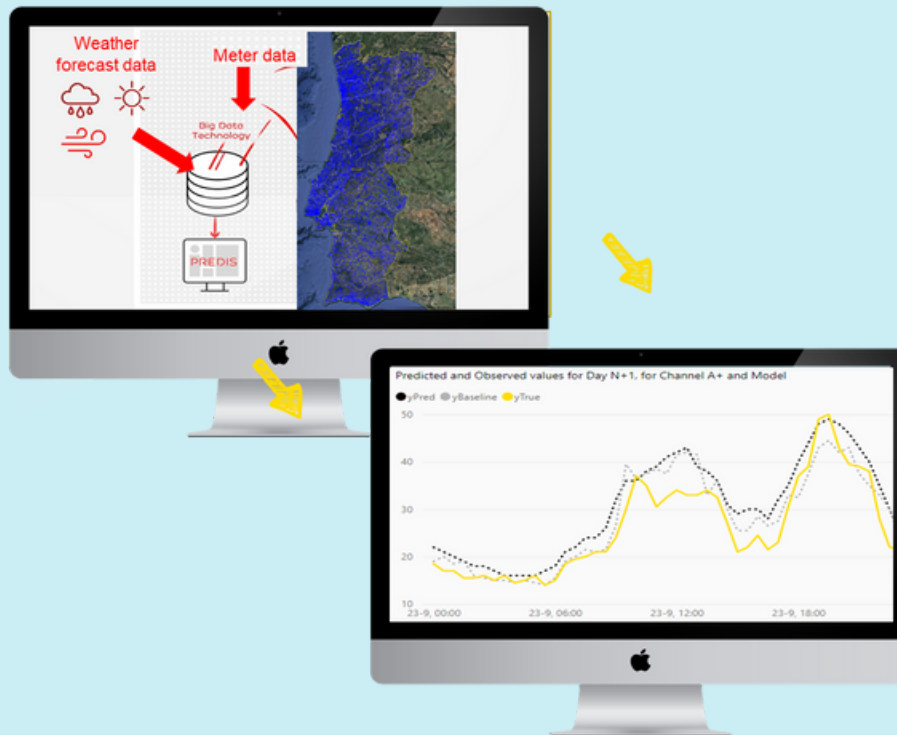 Weather
forecast data
Meter data
Big Data
Technology
PREDIS
Predicted and Observed values for Day N+1, for Channel A+ and Model
yPred yBaseline yTrue
50
40
30
20
10
23-9, 00:00 23-9, 06:00 23-9, 12:00 23-9, 18:00